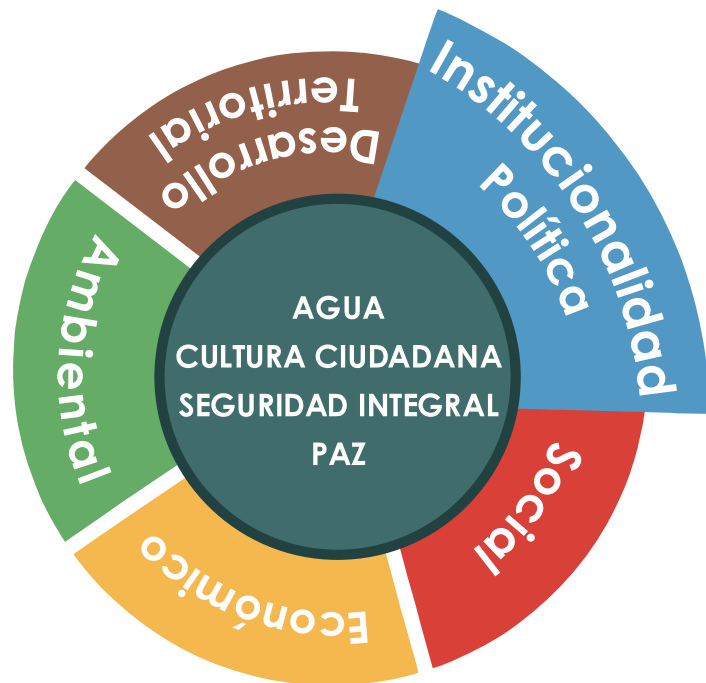 Institucionalidad
Política
Social
Económico
Ambiental
Desarrollo
Territorial
AGUA
CULTURA CIUDADANA
SEGURIDAD INTEGRAL
PAZ